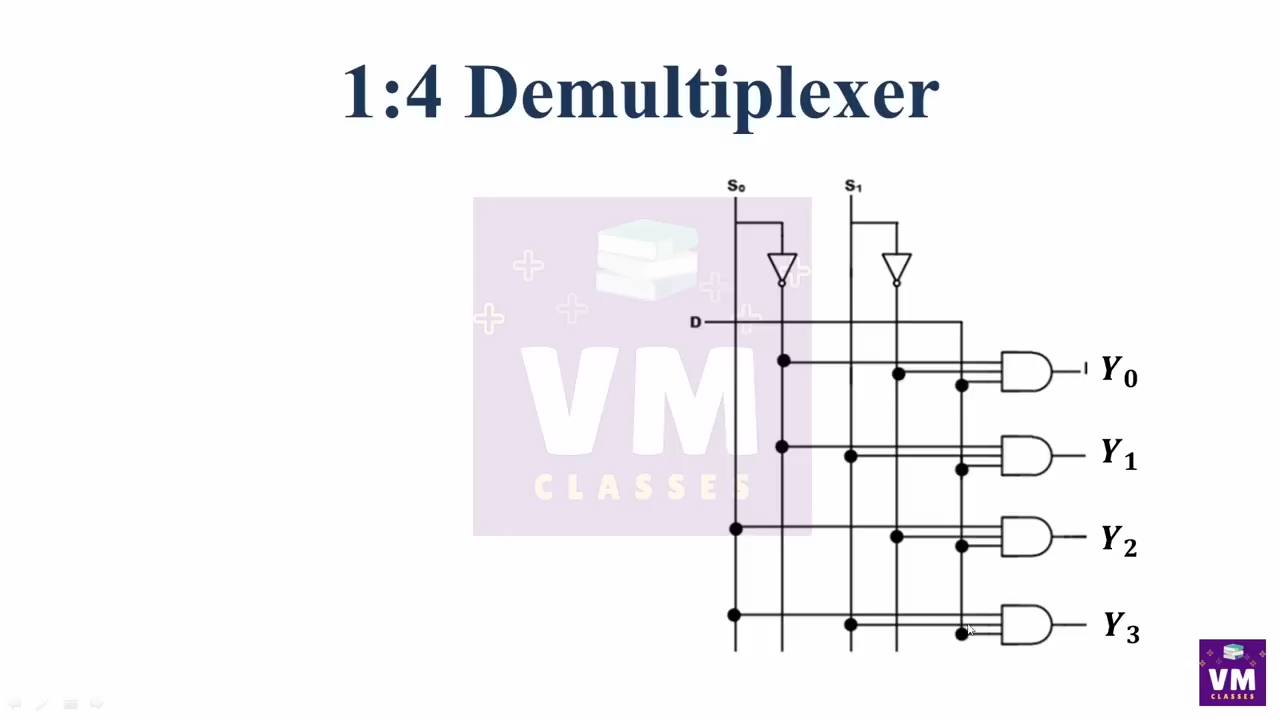 1:4 Demultiplexer
S₀ S₁
D
Y₀
Y₁
Y₂
Y₃
VM
CLASSES
VM
CLASSES